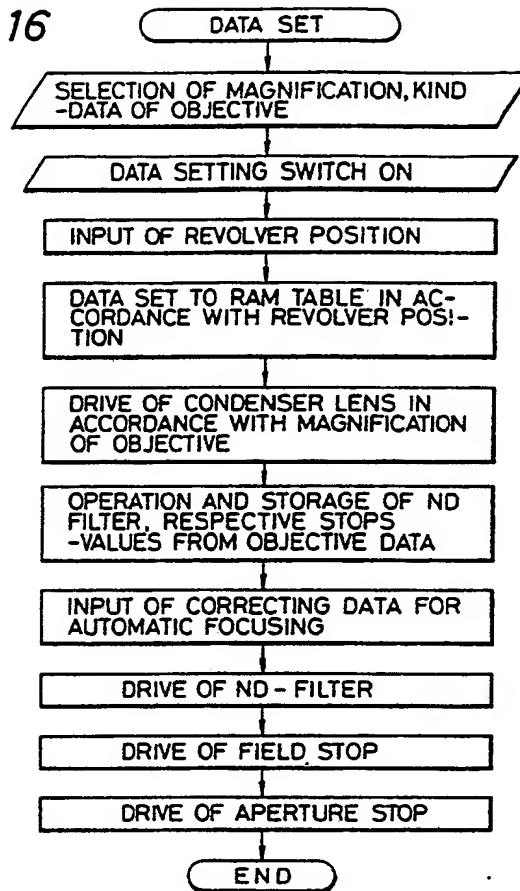 16
DATA SET
SELECTION OF MAGNIFICATION, KIND
-DATA OF OBJECTIVE
DATA SETTING SWITCH ON
INPUT OF REVOLVER POSITION
DATA SET TO RAM TABLE IN AC-
CORDANCE WITH REVOLVER POSI-
TION
DRIVE OF CONDENSER LENS IN
ACCORDANCE WITH MAGNIFICATION
OF OBJECTIVE
OPERATION AND STORAGE OF ND
FILTER, RESPECTIVE STOPS
-VALUES FROM OBJECTIVE DATA
INPUT OF CORRECTING DATA FOR
AUTOMATIC FOCUSING
DRIVE OF ND-FILTER
DRIVE OF FIELD STOP
DRIVE OF APERTURE STOP
END